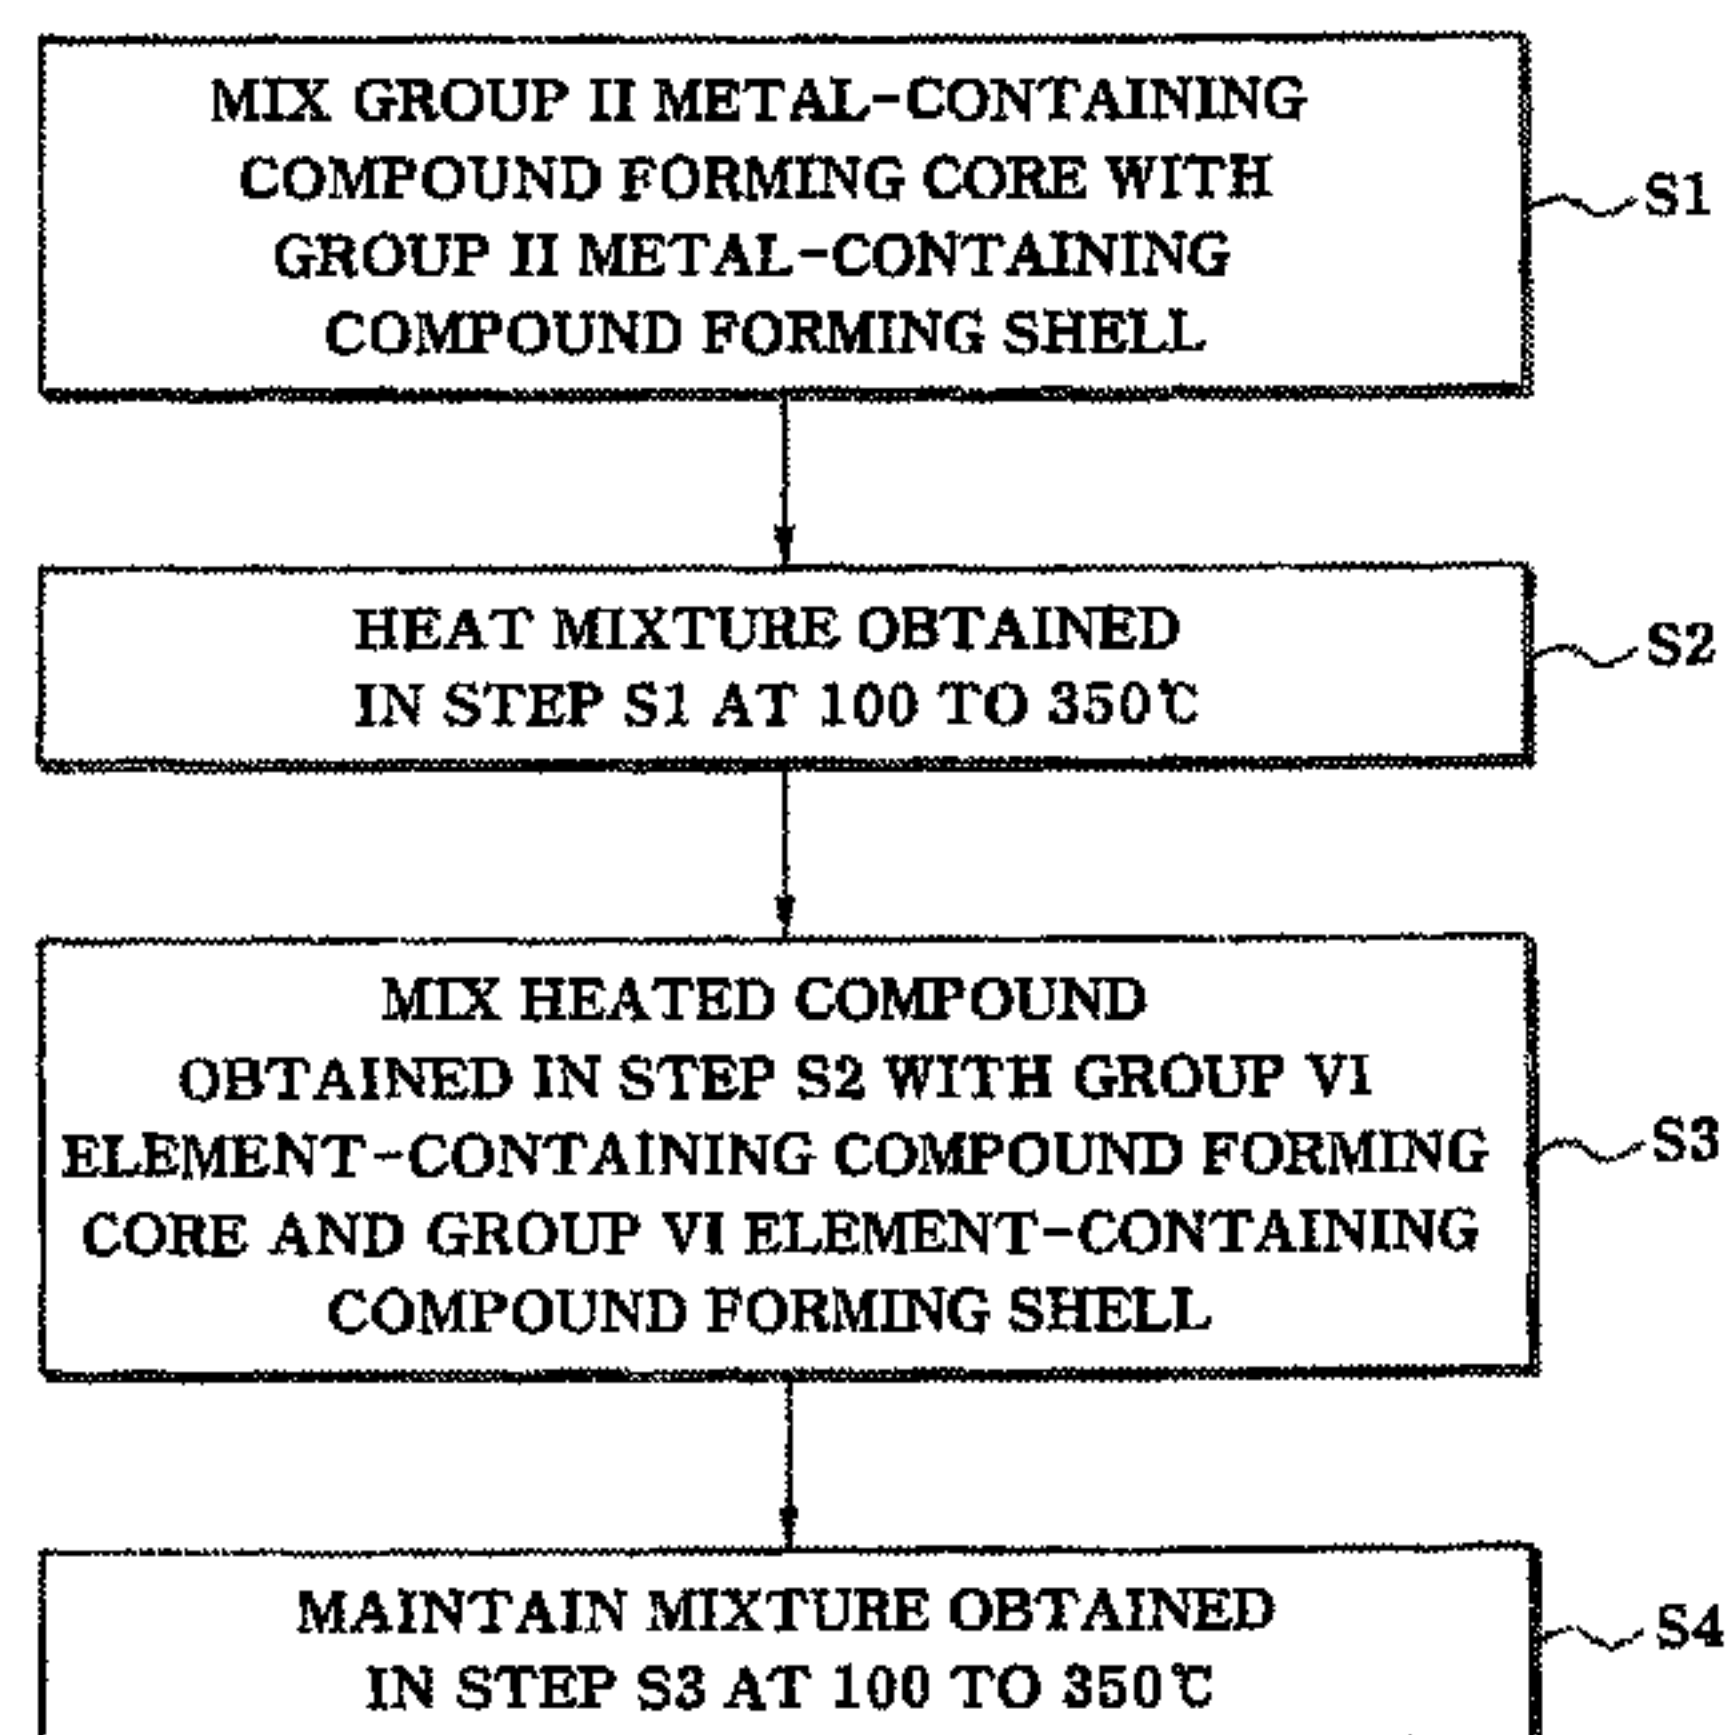 MIX GROUP II METAL-CONTAINING
COMPOUND FORMING CORE WITH
GROUP II METAL-CONTAINING
COMPOUND FORMING SHELL
S1
HEAT MIXTURE OBTAINED
IN STEP S1 AT 100 TO 350℃
S2
MIX HEATED COMPOUND
OBTAINED IN STEP S2 WITH GROUP VI
ELEMENT-CONTAINING COMPOUND FORMING
CORE AND GROUP VI ELEMENT-CONTAINING
COMPOUND FORMING SHELL
S3
MAINTAIN MIXTURE OBTAINED
IN STEP S3 AT 100 TO 350℃
S4